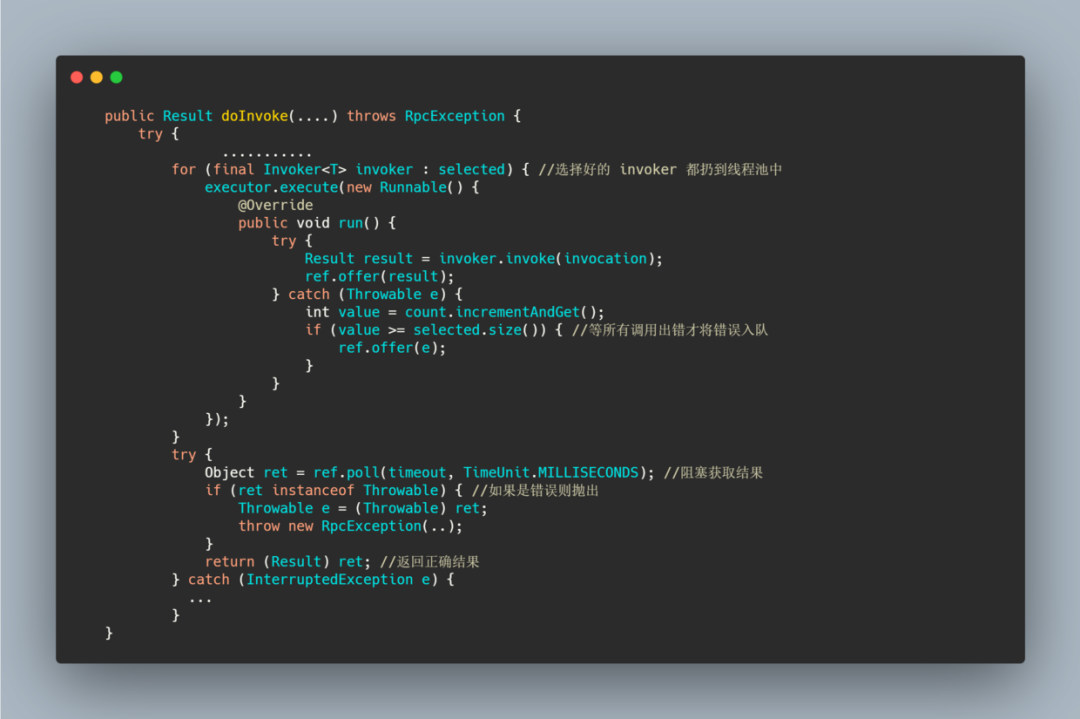 public Result doInvoke(....) throws RpcException {
    try {
              ...........
        for (final Invoker<T> invoker : selected) { //选择好的 invoker 都扔到线程池中
            executor.execute(new Runnable() {
                @Override
                public void run() {
                    try {
                        Result result = invoker.invoke(invocation);
                        ref.offer(result);
                    } catch (Throwable e) {
                        int value = count.incrementAndGet();
                        if (value >= selected.size()) { //等所有调用出错才将错误入队
                            ref.offer(e);
                        }
                    }
                }
            });
        }
        try {
            Object ret = ref.poll(timeout, TimeUnit.MILLISECONDS); //阻塞获取结果
            if (ret instanceof Throwable) { //如果是错误则抛出
                Throwable e = (Throwable) ret;
                throw new RpcException(..);
            }
            return (Result) ret; //返回正确结果
        } catch (InterruptedException e) {
          ...
        }
}